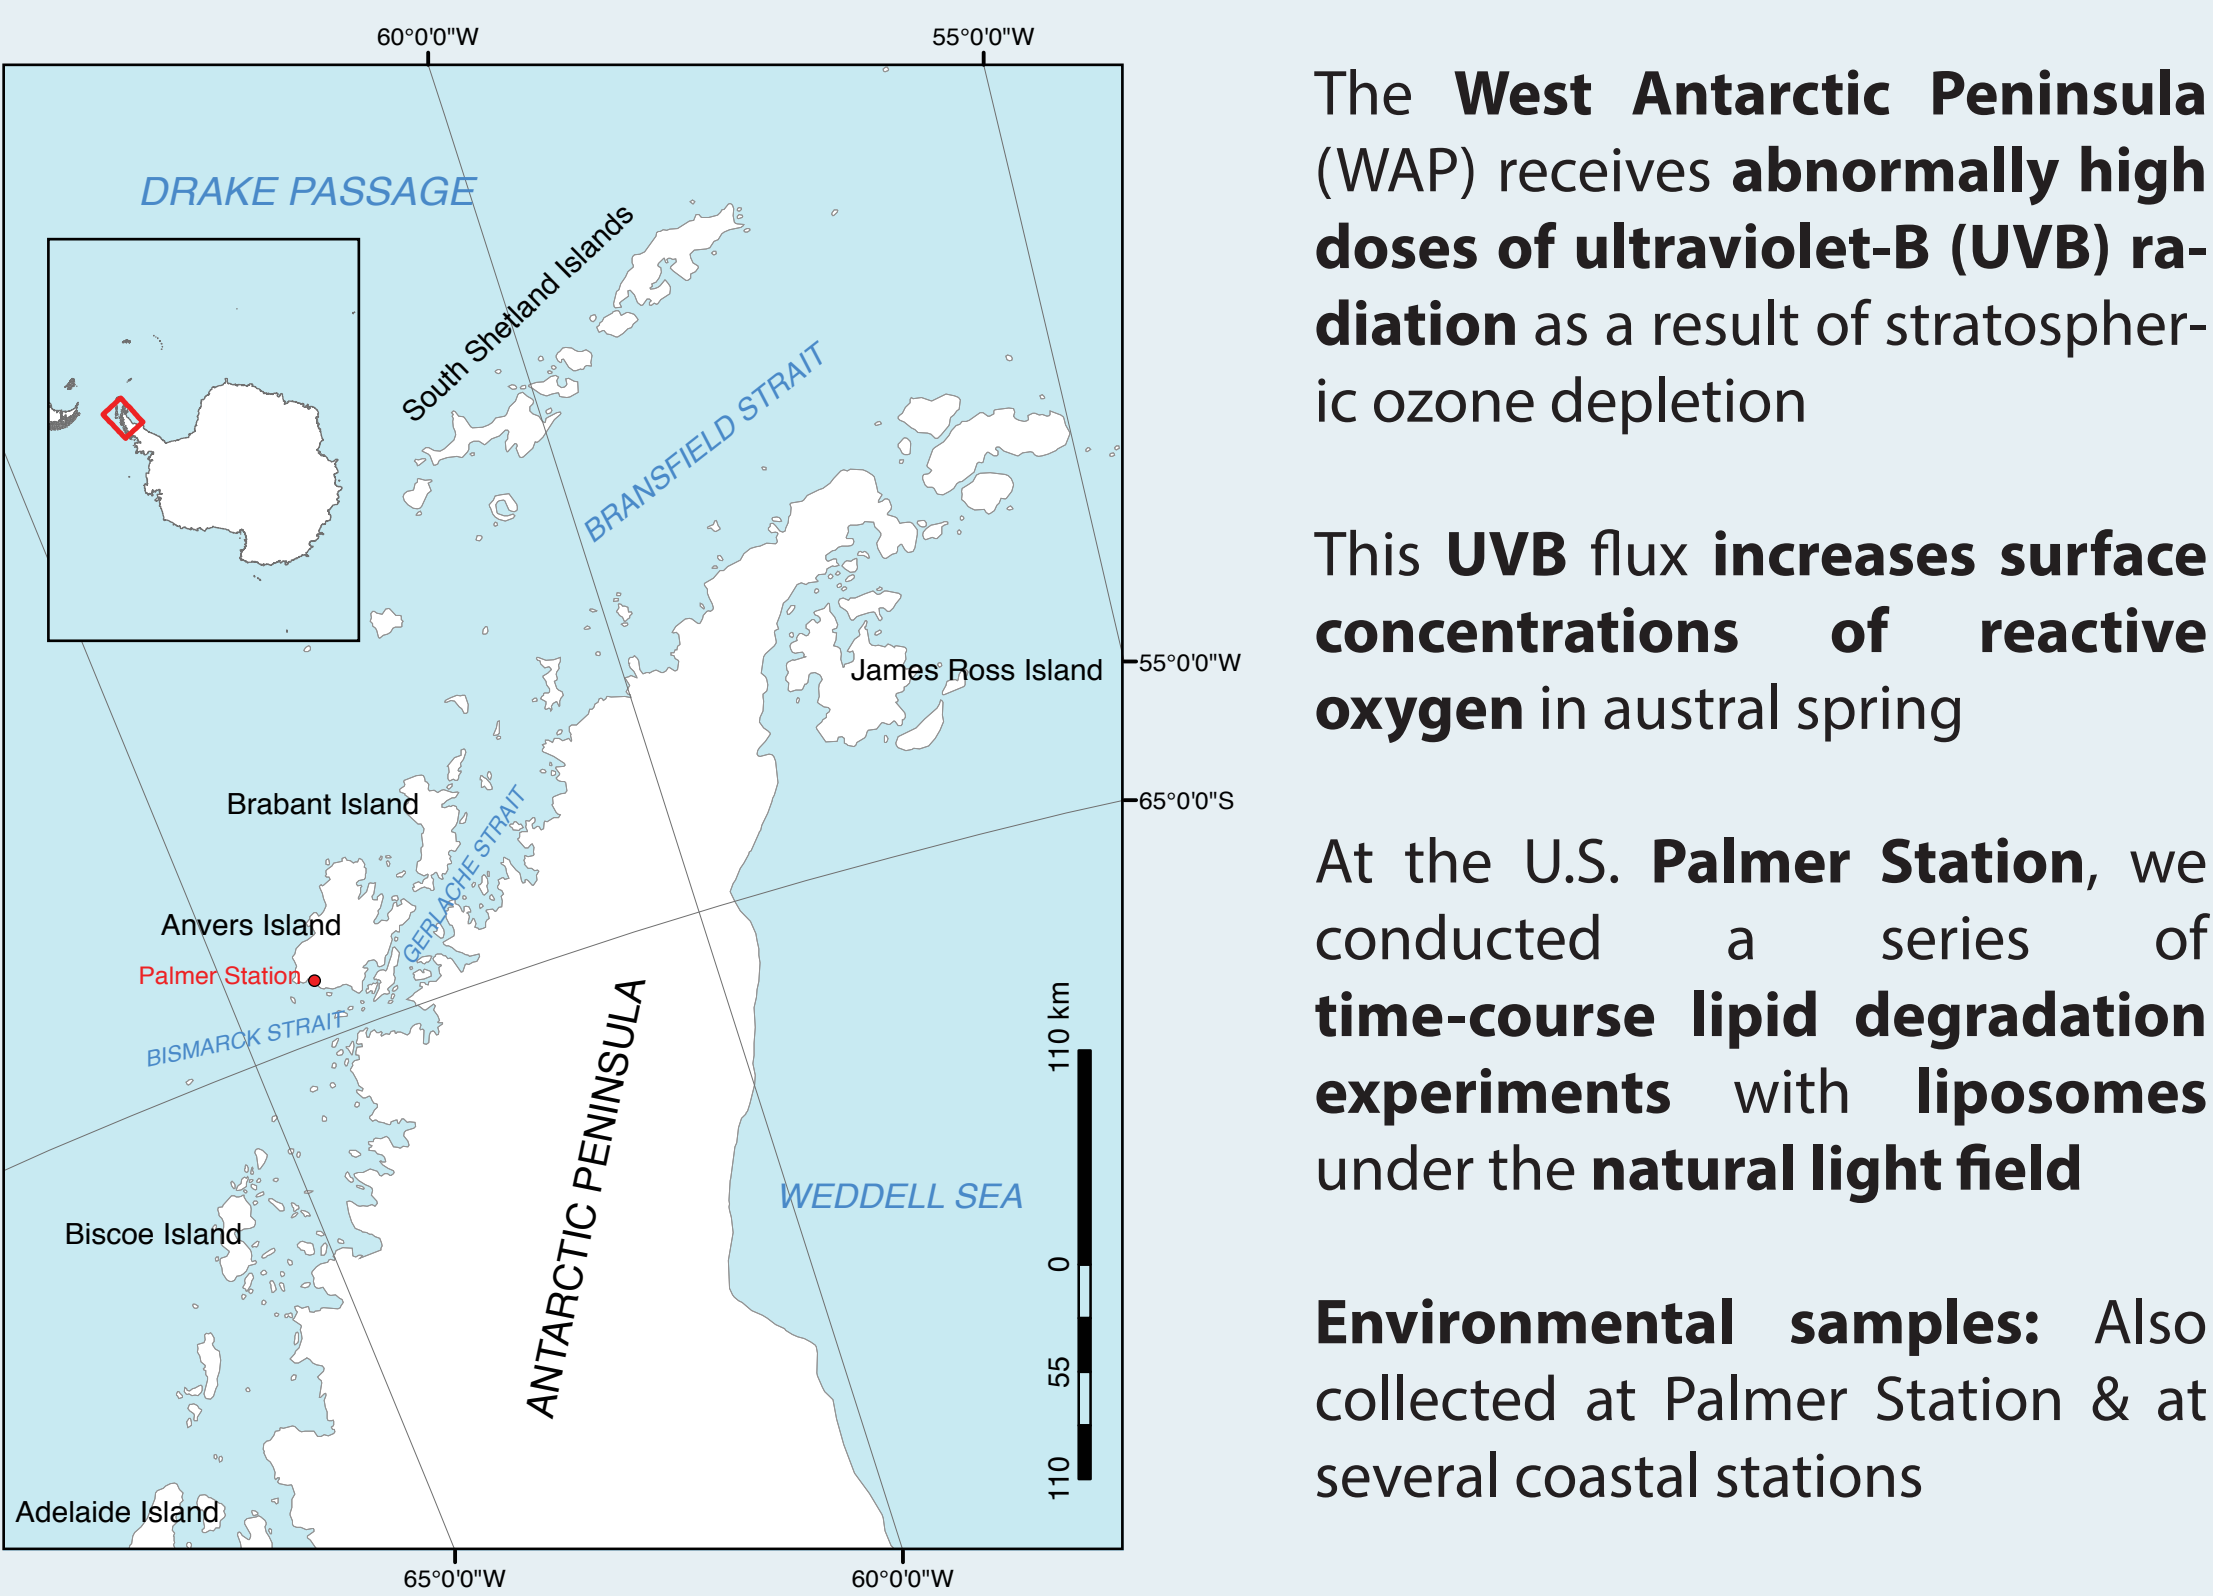 60°0'0"W
55°0'0"W
DRAKE PASSAGE
South Shetland Islands
BRANSFIELD STRAIT
James Ross Island
55°0'0"W
Brabant Island
65°0'0"S
GERLACHE STRAIT
Anvers Island
Palmer Station
BISMARCK STRAIT
ANTARCTIC PENINSULA
WEDDELL SEA
Biscoe Island
Adelaide Island
110 km
0
55
110
65°0'0"W
60°0'0"W
The West Antarctic Peninsula
(WAP) receives abnormally high
doses of ultraviolet-B (UVB) ra-
diation as a result of stratospher-
ic ozone depletion
This UVB flux increases surface
concentrations of reactive
oxygen in austral spring
At the U.S. Palmer Station, we
conducted a series of
time-course lipid degradation
experiments with liposomes
under the natural light field
Environmental samples: Also
collected at Palmer Station & at
several coastal stations